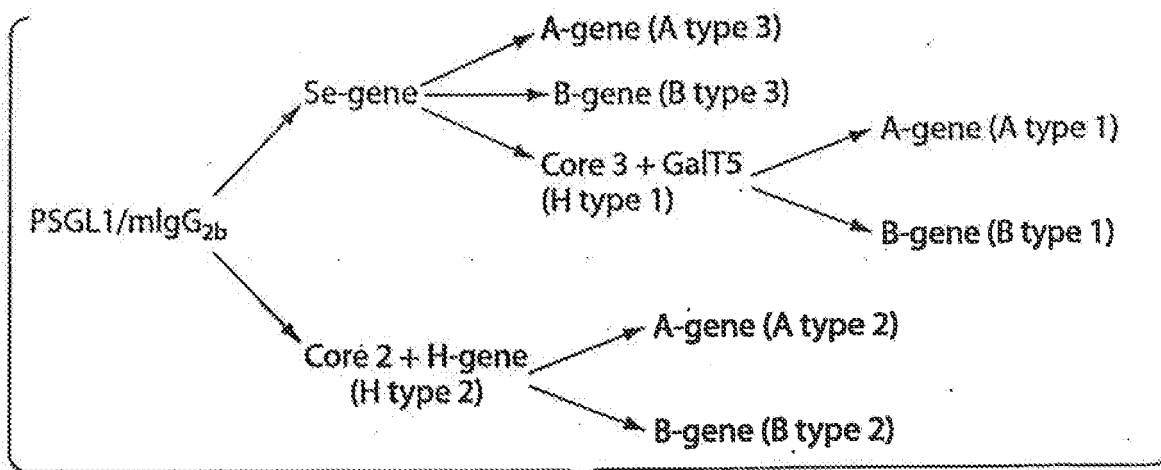 A-gene (A type 3)
Se-gene
B-gene (B type 3)
A-gene (A type 1)
Core 3 + GalT5
(H type 1)
PSGL1/mIgG2b
B-gene (B type 1)
A-gene (A type 2)
Core 2 + H-gene
(H type 2)
B-gene (B type 2)